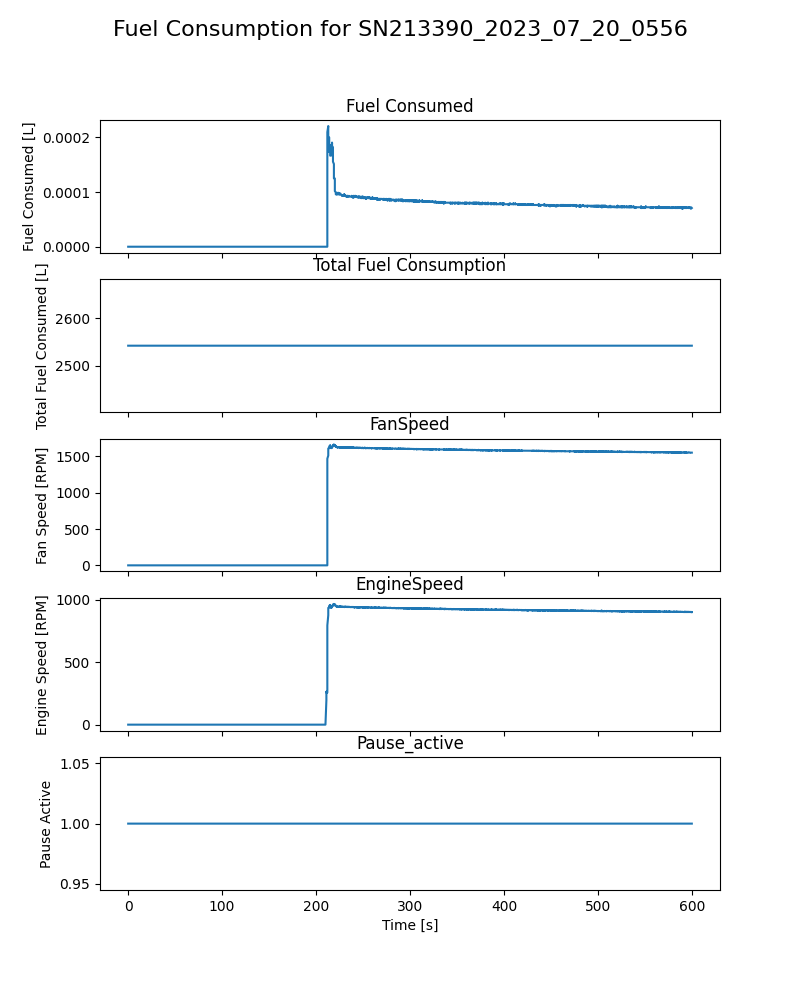 Fuel Consumption for SN213390_2023_07_20_0556
Fuel Consumed
Fuel Consumed [L]
0.0002
0.0001
0.0000
Total Fuel Consumption
Total Fuel Consumed [L]
2600
2500
FanSpeed
Fan Speed [RPM]
1500
1000
500
0
EngineSpeed
Engine Speed [RPM]
1000
500
0
Pause_active
Pause Active
1.05
1.00
0.95
0 100 200 300 400 500 600
Time [s]